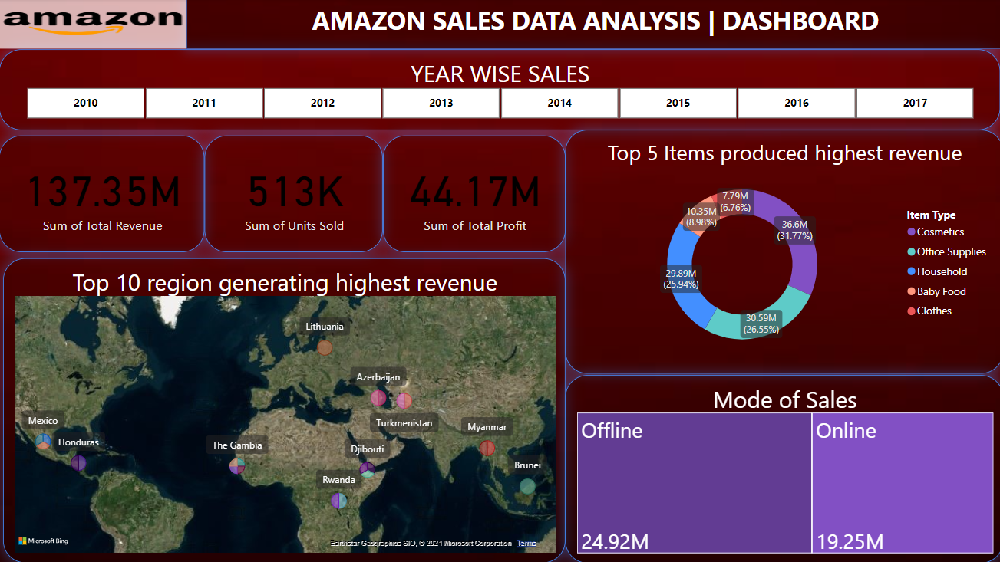 amazon
AMAZON SALES DATA ANALYSIS | DASHBOARD
YEAR WISE SALES
2010
2011
2012
2013
2014
2015
2016
2017
137.35M
Sum of Total Revenue
513K
Sum of Units Sold
44.17M
Sum of Total Profit
Top 5 Items produced highest revenue
7.79M
(6.76%)
10.35M
(8.98%)
36.6M
(31.77%)
29.89M
(25.94%)
30.59M
(26.55%)
Item Type
Cosmetics
Office Supplies
Household
Baby Food
Clothes
Top 10 region generating highest revenue
Lithuania
Azerbaijan
Turkmenistan
Mexico
Honduras
The Gambia
Djibouti
Myanmar
Rwanda
Brunei
Microsoft Bing
Earthstar Geographics SIO, © 2024 Microsoft Corporation Terms
Mode of Sales
Offline
24.92M
Online
19.25M